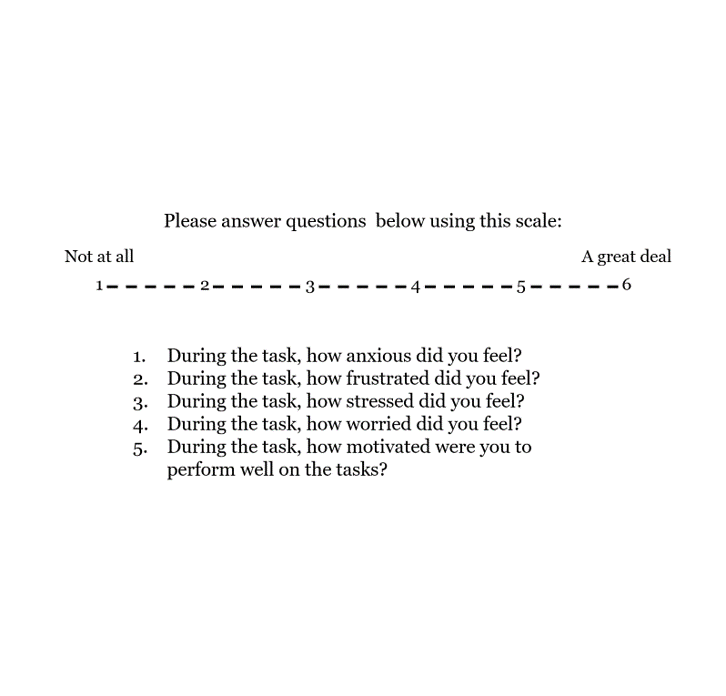 Please answer questions  below using this scale:
Not at all A great deal
1– – – – –2– – – – –3– – – – –4– – – – –5– – – – –6
1. During the task, how anxious did you feel?
2. During the task, how frustrated did you feel?
3. During the task, how stressed did you feel?
4. During the task, how worried did you feel?
5. During the task, how motivated were you to
perform well on the tasks?